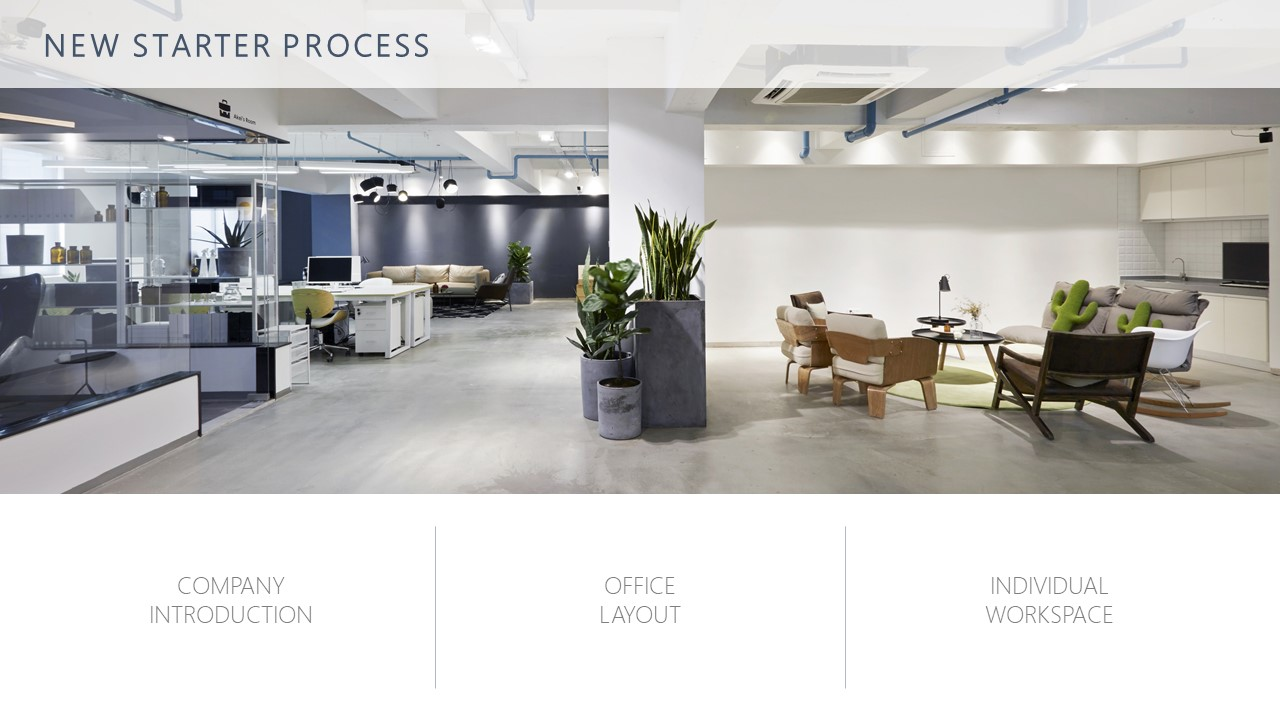 NEW STARTER PROCESS
COMPANY
INTRODUCTION
OFFICE
LAYOUT
INDIVIDUAL
WORKSPACE